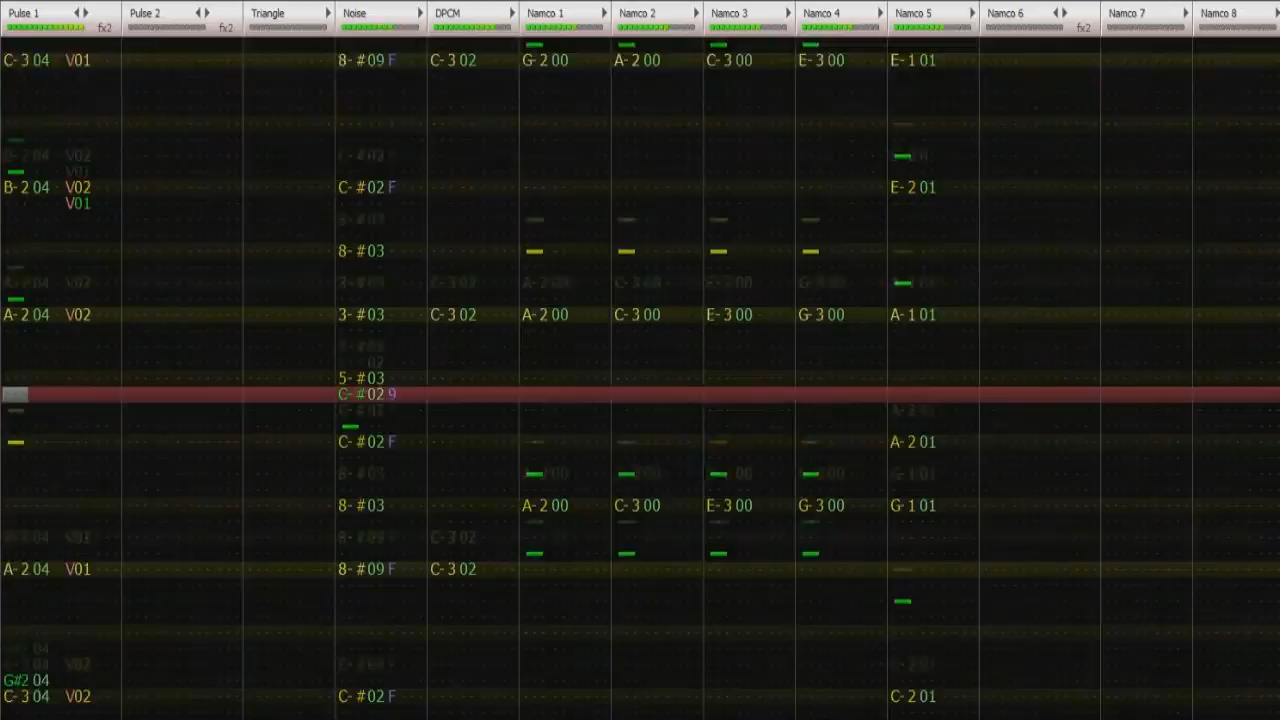 Pulse 1 Pulse 2 Triangle Noise DPCM Namco 1 Namco 2 Namco 3 Namco 4 Namco 5 Namco 6 Namco 7 Namco 8
fx2 fx2 fx2
C-3 04 V01 8-# 09 F C-3 02 G-2 00 A-2 00 C-3 00 E-3 00 E-1 01
B-2 04 V02 C-# 02 F E-2 01
V01
8-# 03
A-2 04 V02 3-# 03 C-3 02 A-2 00 C-3 00 E-3 00 G-3 00 A-1 01
5-# 03
C-# 02 9
C-# 02 F A-2 01
8-# 03 A-2 00 C-3 00 E-3 00 G-3 00 G-1 01
A-2 04 V01 8-# 09 F C-3 02
G#2 04
C-3 04 V02 C-# 02 F C-2 01